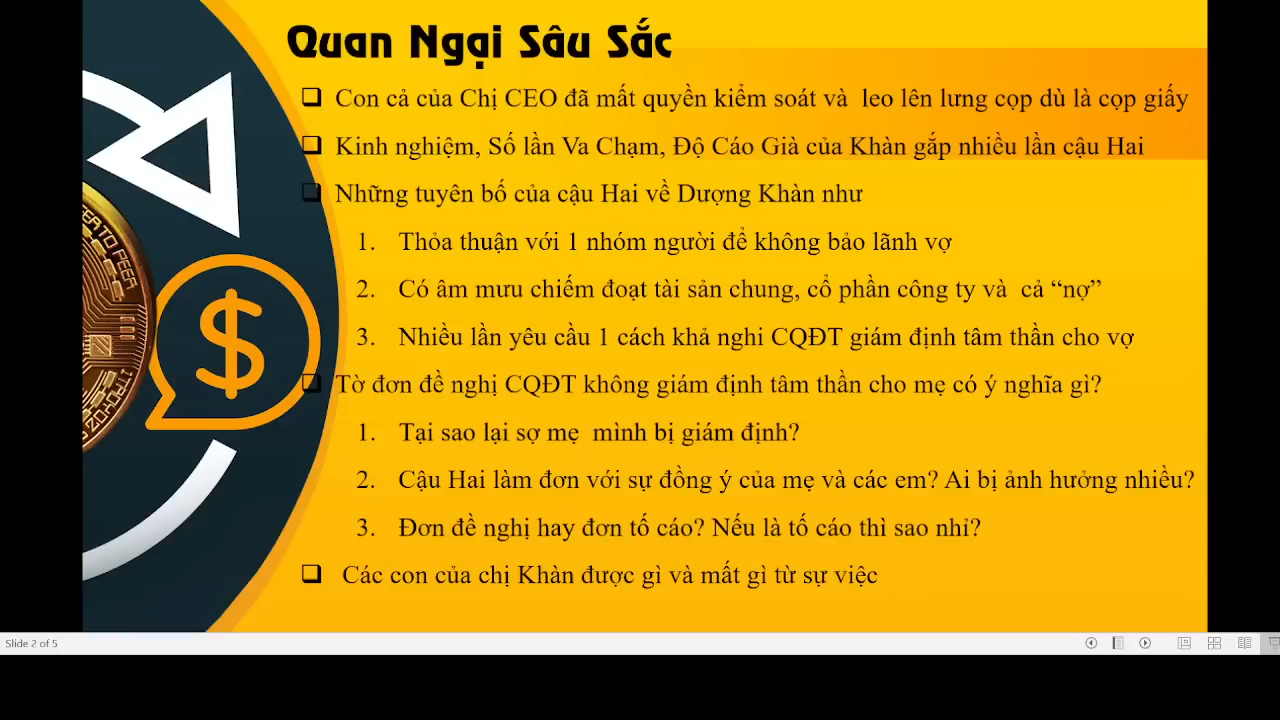 Quan Ngại Sâu Sắc
Con cả của Chị CEO đã mất quyền kiểm soát và leo lên lưng cọp dù là cọp giấy
Kinh nghiệm, Số lần Va Chạm, Độ Cáo Già của Khàn gắp nhiều lần cậu Hai
Những tuyên bố của cậu Hai về Dượng Khàn như
1. Thỏa thuận với 1 nhóm người để không bảo lãnh vợ
2. Có âm mưu chiếm đoạt tài sản chung, cổ phần công ty và cả “nợ”
3. Nhiều lần yêu cầu 1 cách khả nghi CQĐT giám định tâm thần cho vợ
Tờ đơn đề nghị CQĐT không giám định tâm thần cho mẹ có ý nghĩa gì?
1. Tại sao lại sợ mẹ mình bị giám định?
2. Cậu Hai làm đơn với sự đồng ý của mẹ và các em? Ai bị ảnh hưởng nhiều?
3. Đơn đề nghị hay đơn tố cáo? Nếu là tố cáo thì sao nhỉ?
Các con của chị Khàn được gì và mất gì từ sự việc
PEER TO PEER
Slide 2 of 5